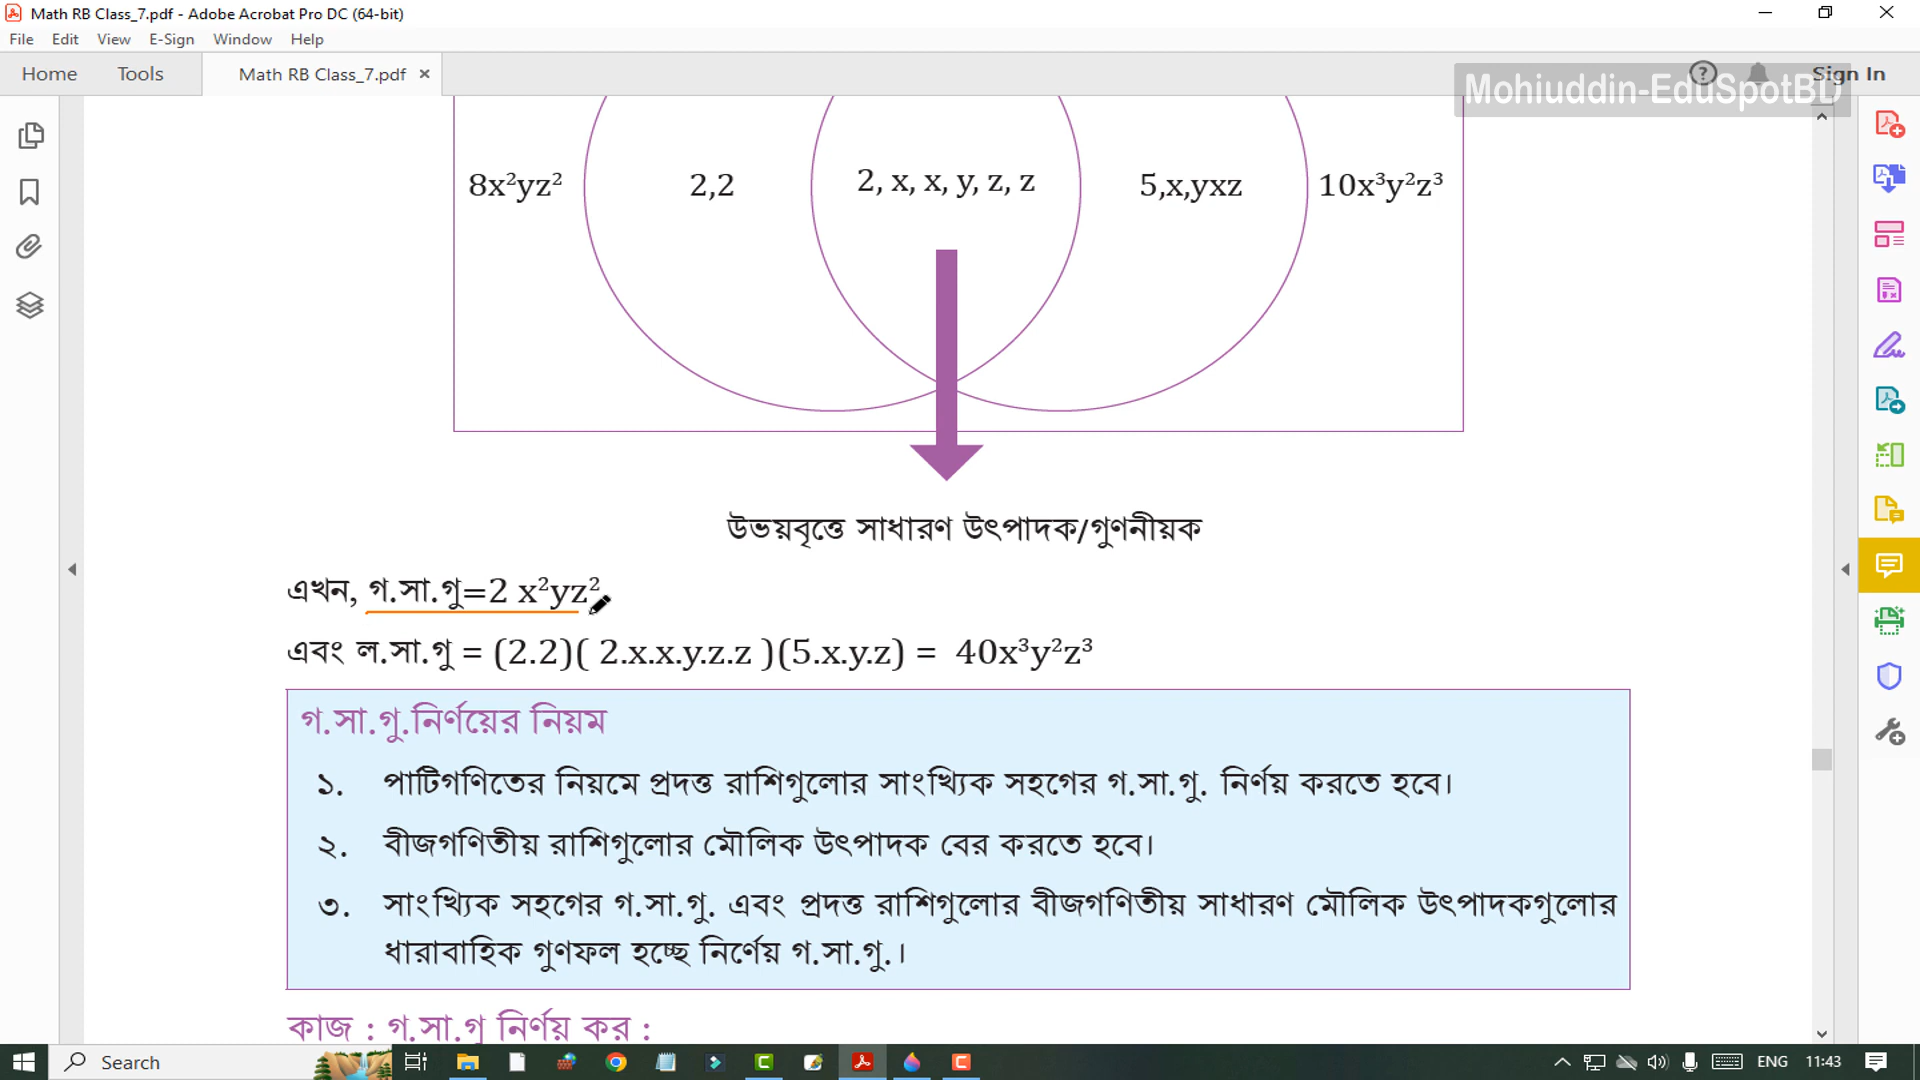 Math RB Class_7.pdf - Adobe Acrobat Pro DC (64-bit)
File Edit View E-Sign Window Help
Home Tools Math RB Class_7.pdf × Sign In
Mohiuddin-EduSpotBD
8x²yz² 2,2 2, x, x, y, z, z 5,x,yxz 10x³y²z³
উভয়বৃত্তে সাধারণ উৎপাদক/গুণনীয়ক
এখন, গ.সা.গু=2 x²yz²
এবং ল.সা.গু = (2.2)( 2.x.x.y.z.z )(5.x.y.z) = 40x³y²z³
গ.সা.গু.নির্ণয়ের নিয়ম
১. পাটিগণিতের নিয়মে প্রদত্ত রাশিগুলোর সাংখ্যিক সহগের গ.সা.গু. নির্ণয় করতে হবে।
২. বীজগণিতীয় রাশিগুলোর মৌলিক উৎপাদক বের করতে হবে।
৩. সাংখ্যিক সহগের গ.সা.গু. এবং প্রদত্ত রাশিগুলোর বীজগণিতীয় সাধারণ মৌলিক উৎপাদকগুলোর
ধারাবাহিক গুণফল হচ্ছে নির্ণেয় গ.সা.গু.।
কাজ : গ.সা.গু নির্ণয় কর :
Search ENG 11:43